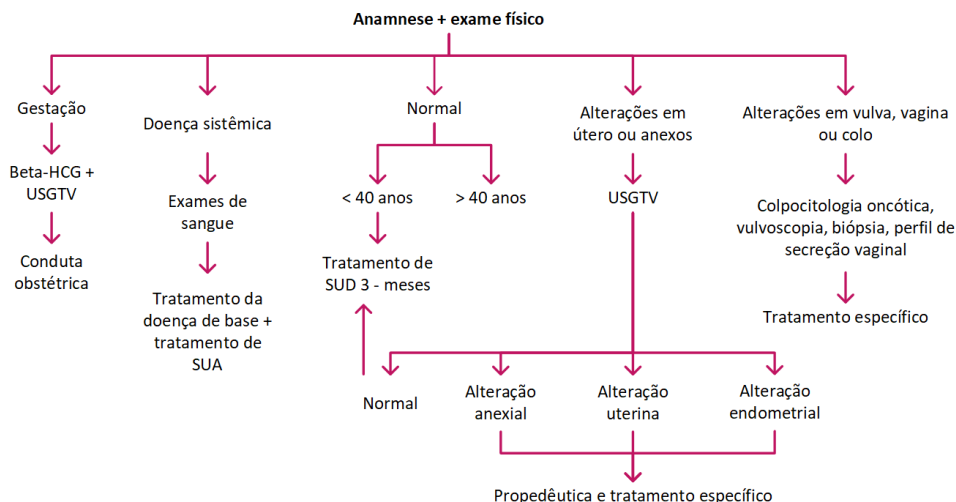 Anamnese + exame físico
Gestação
Beta-HCG +
USGTV
Conduta
obstétrica
Doença sistêmica
Exames de
sangue
Tratamento da
doença de base +
tratamento de
SUA
Normal
< 40 anos
> 40 anos
Tratamento de
SUD 3 - meses
Alterações em
útero ou anexos
USGTV
Normal
Alteração
anexial
Alteração
uterina
Alteração
endometrial
Propedêutica e tratamento específico
Alterações em vulva, vagina
ou colo
Colpocitologia oncótica,
vulvoscopia, biópsia, perfil de
secreção vaginal
Tratamento específico